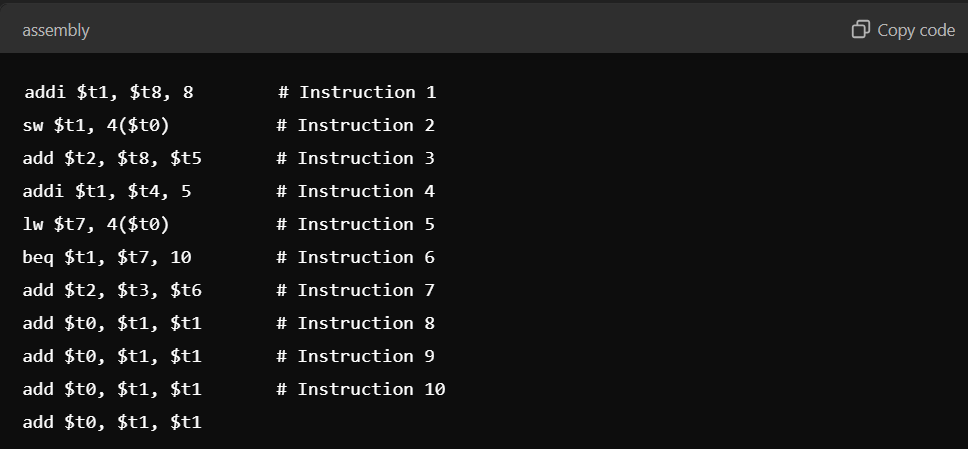 assembly
Copy code
addi $t1, $t8, 8 # Instruction 1
sw $t1, 4($t0) # Instruction 2
add $t2, $t8, $t5 # Instruction 3
addi $t1, $t4, 5 # Instruction 4
lw $t7, 4($t0) # Instruction 5
beq $t1, $t7, 10 # Instruction 6
add $t2, $t3, $t6 # Instruction 7
add $t0, $t1, $t1 # Instruction 8
add $t0, $t1, $t1 # Instruction 9
add $t0, $t1, $t1 # Instruction 10
add $t0, $t1, $t1